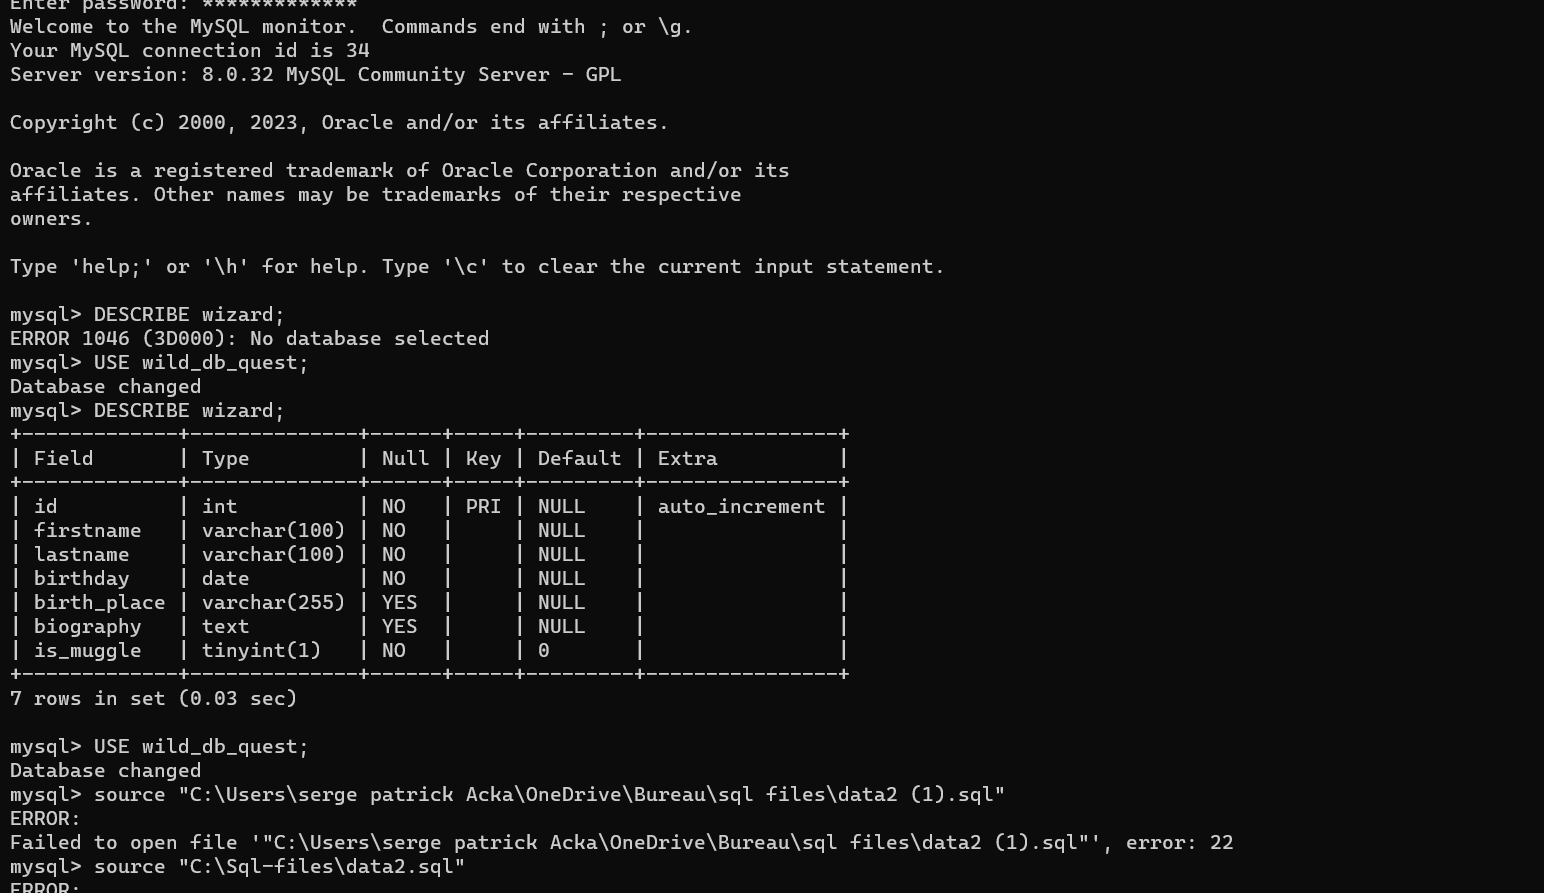 Enter password: *************
Welcome to the MySQL monitor.  Commands end with ; or \g.
Your MySQL connection id is 34
Server version: 8.0.32 MySQL Community Server - GPL

Copyright (c) 2000, 2023, Oracle and/or its affiliates.

Oracle is a registered trademark of Oracle Corporation and/or its
affiliates. Other names may be trademarks of their respective
owners.

Type 'help;' or '\h' for help. Type '\c' to clear the current input statement.

mysql> DESCRIBE wizard;
ERROR 1046 (3D000): No database selected
mysql> USE wild_db_quest;
Database changed
mysql> DESCRIBE wizard;
+-------------+--------------+------+-----+---------+----------------+
| Field       | Type         | Null | Key | Default | Extra          |
+-------------+--------------+------+-----+---------+----------------+
| id          | int          | NO   | PRI | NULL    | auto_increment |
| firstname   | varchar(100) | NO   |     | NULL    |                |
| lastname    | varchar(100) | NO   |     | NULL    |                |
| birthday    | date         | NO   |     | NULL    |                |
| birth_place | varchar(255) | YES  |     | NULL    |                |
| biography   | text         | YES  |     | NULL    |                |
| is_muggle   | tinyint(1)   | NO   |     | 0       |                |
+-------------+--------------+------+-----+---------+----------------+
7 rows in set (0.03 sec)

mysql> USE wild_db_quest;
Database changed
mysql> source "C:\Users\serge patrick Acka\OneDrive\Bureau\sql files\data2 (1).sql"
ERROR:
Failed to open file '"C:\Users\serge patrick Acka\OneDrive\Bureau\sql files\data2 (1).sql"', error: 22
mysql> source "C:\Sql-files\data2.sql"
ERROR: